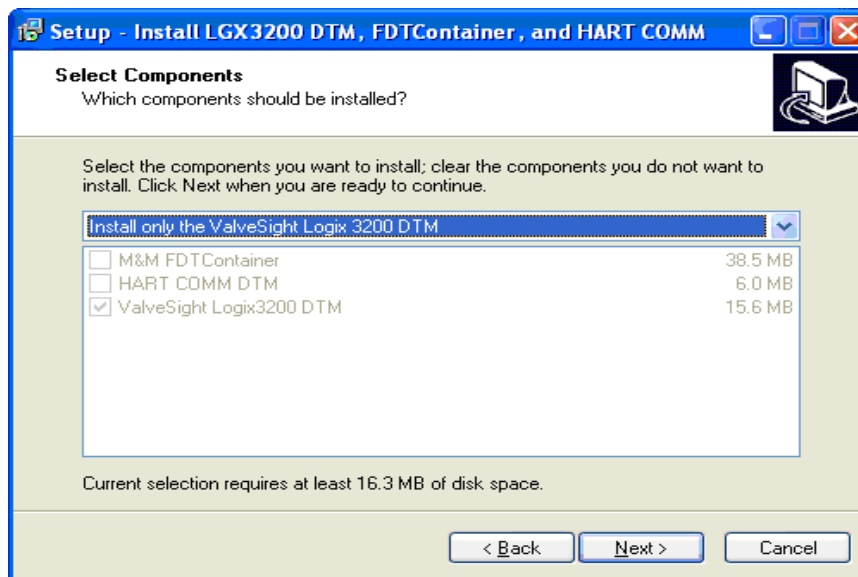 Setup - Install LGX3200 DTM, FDTContainer, and HART COMM
Select Components
Which components should be installed?
Select the components you want to install; clear the components you do not want to
install. Click Next when you are ready to continue.
Install only the ValveSight Logix 3200 DTM
M&M FDTContainer 38.5 MB
HART COMM DTM 6.0 MB
ValveSight Logix3200 DTM 15.6 MB
Current selection requires at least 16.3 MB of disk space.
< Back Next > Cancel